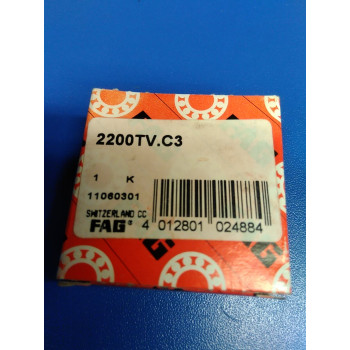 2200TV.C3
1 K
11060301
SWITZERLAND CC
FAG® 4 012801 024884